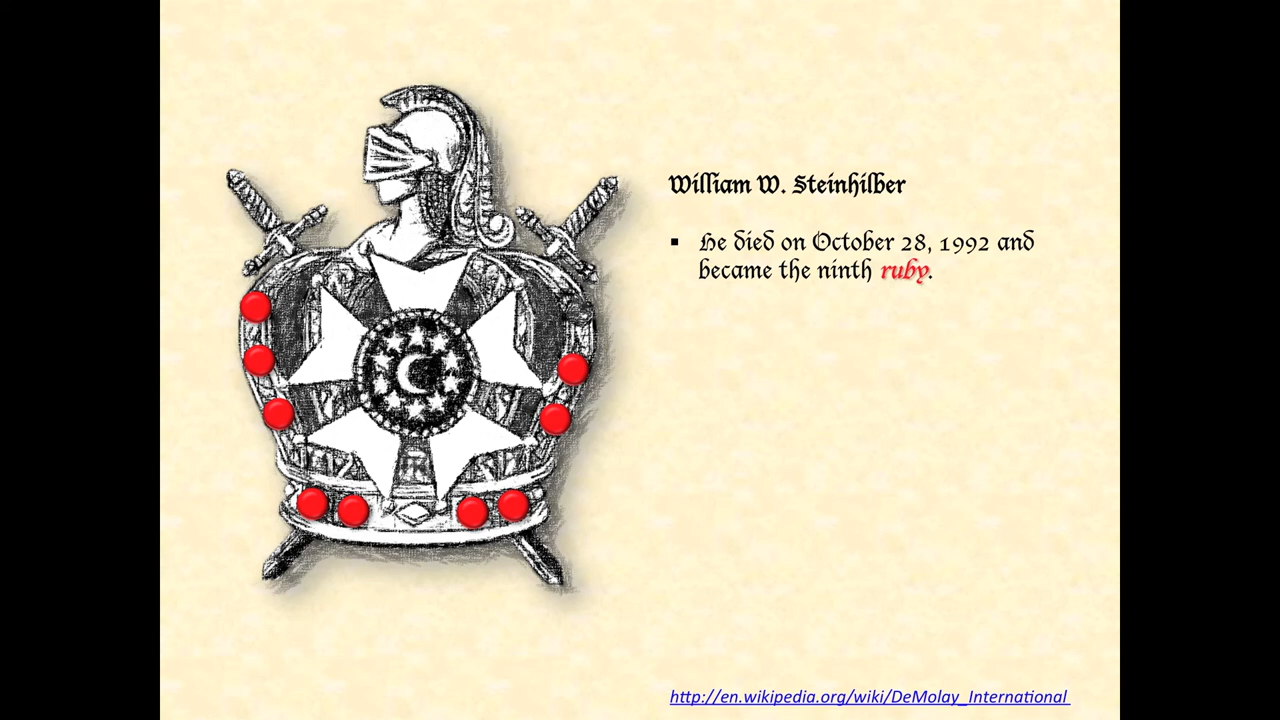 William W. Steinhilber
▪ He died on October 28, 1992 and
became the ninth ruby.
http://en.wikipedia.org/wiki/DeMolay_International